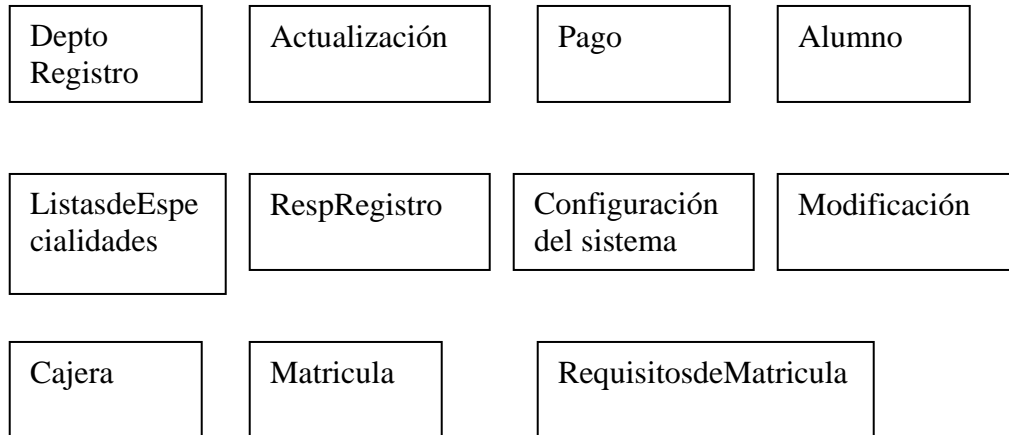 Depto
Registro
Actualización
Pago
Alumno
ListasdeEspe
cialidades
RespRegistro
Configuración
del sistema
Modificación
Cajera
Matricula
RequisitosdeMatricula